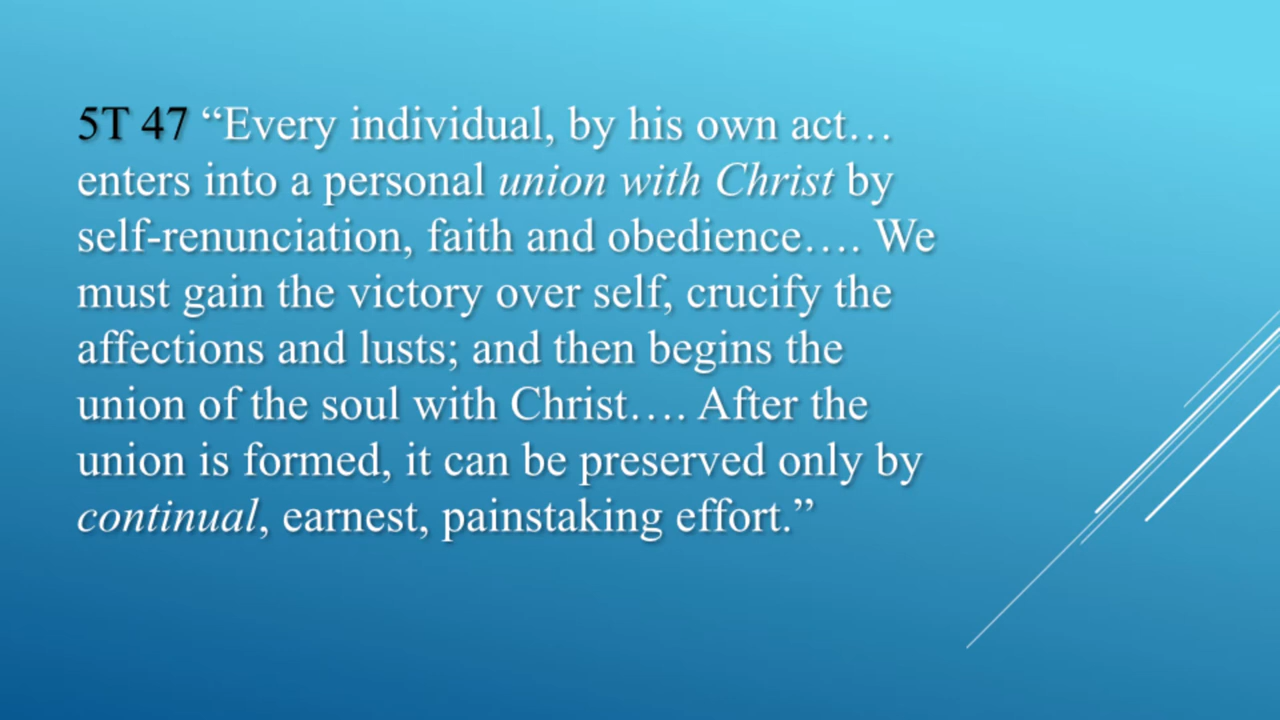 5T 47 “Every individual, by his own act…
enters into a personal union with Christ by
self-renunciation, faith and obedience…. We
must gain the victory over self, crucify the
affections and lusts; and then begins the
union of the soul with Christ…. After the
union is formed, it can be preserved only by
continual, earnest, painstaking effort.”